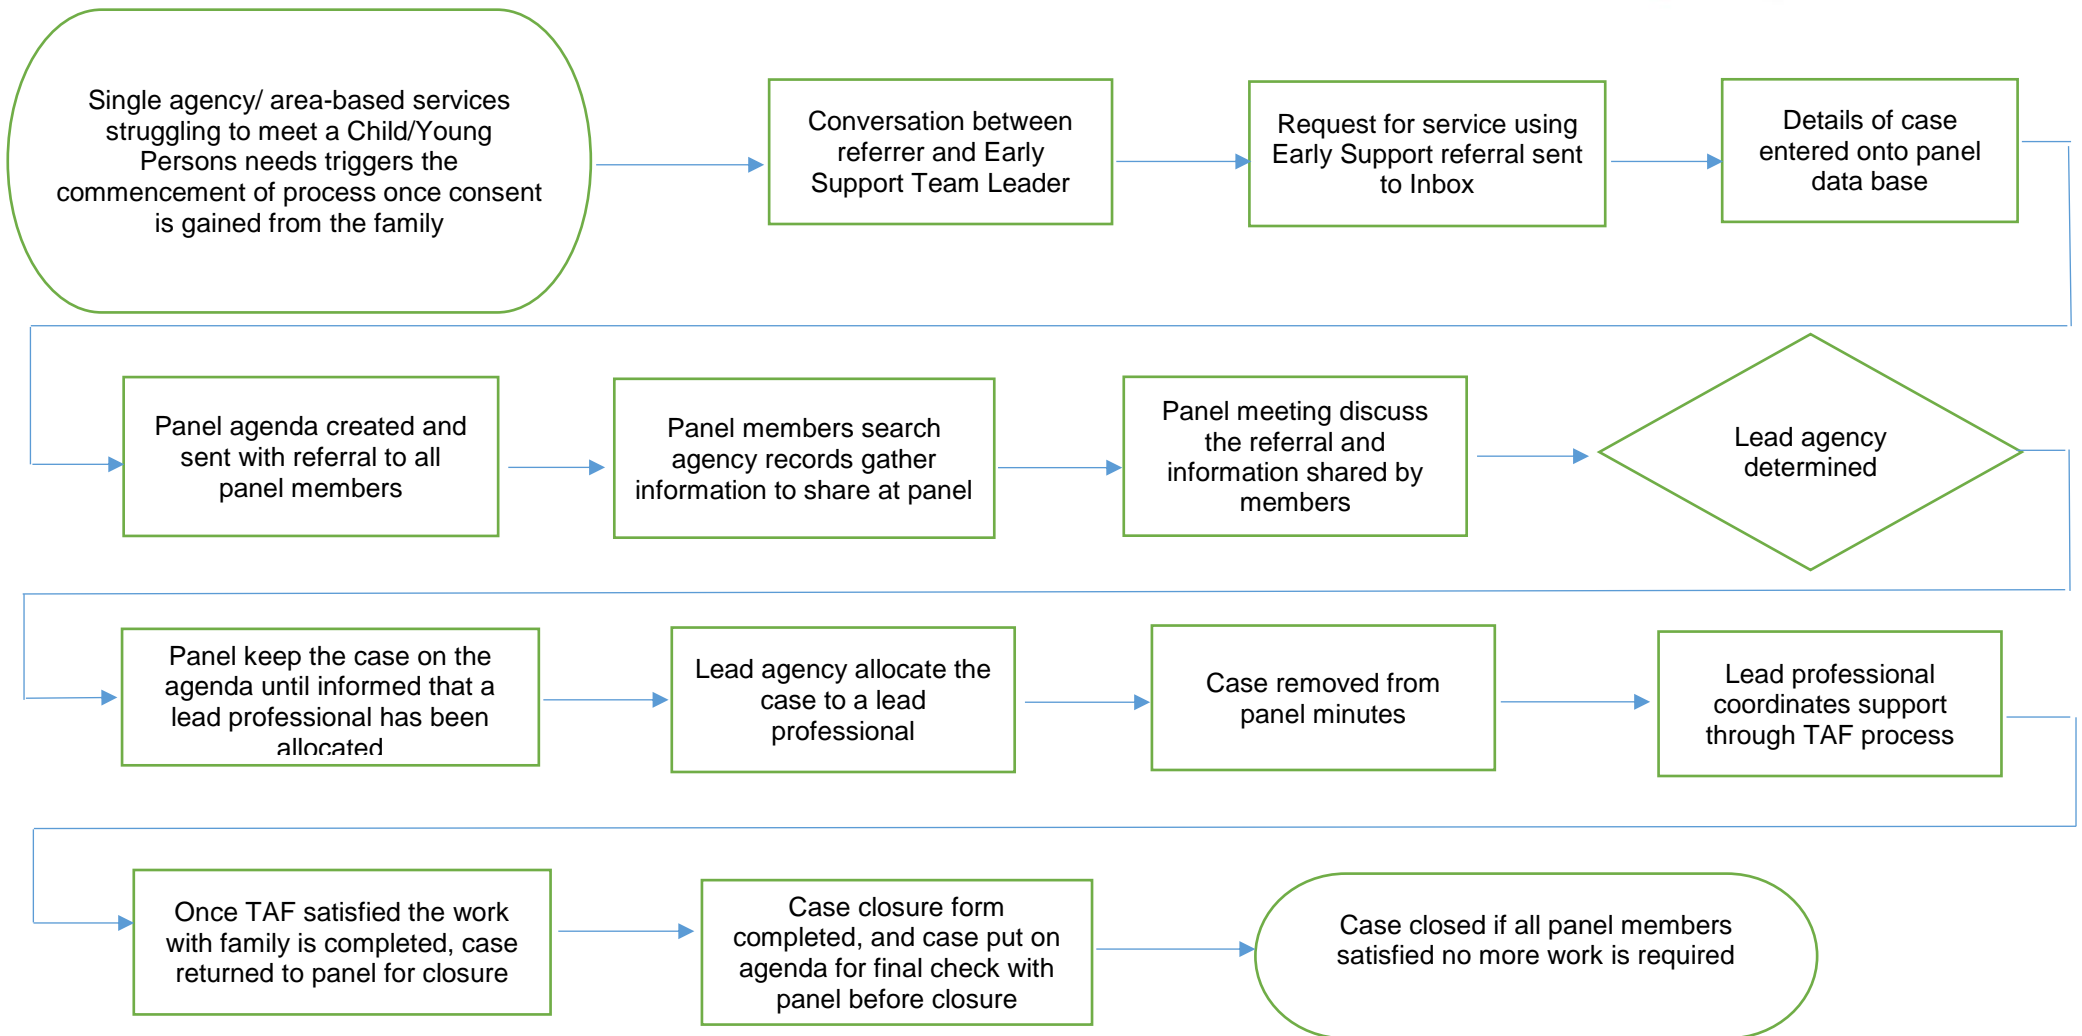 Single agency/ area-based services
struggling to meet a Child/Young
Persons needs triggers the
commencement of process once consent
is gained from the family
Conversation between
referrer and Early
Support Team Leader
Request for service using
Early Support referral sent
to Inbox
Details of case
entered onto panel
data base
Panel agenda created and
sent with referral to all
panel members
Panel members search
agency records gather
information to share at panel
Panel meeting discuss
the referral and
information shared by
members
Lead agency
determined
Panel keep the case on the
agenda until informed that a
lead professional has been
allocated
Lead agency allocate the
case to a lead
professional
Case removed from
panel minutes
Lead professional
coordinates support
through TAF process
Once TAF satisfied the work
with family is completed, case
returned to panel for closure
Case closure form
completed, and case put on
agenda for final check with
panel before closure
Case closed if all panel members
satisfied no more work is required